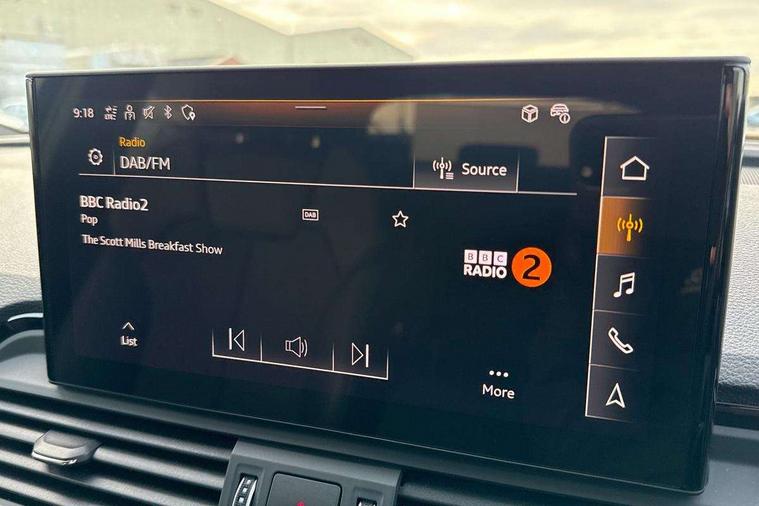 9:18
Radio
DAB/FM
Source
BBC Radio2
Pop
DAB
The Scott Mills Breakfast Show
BBC
RADIO 2
List
More